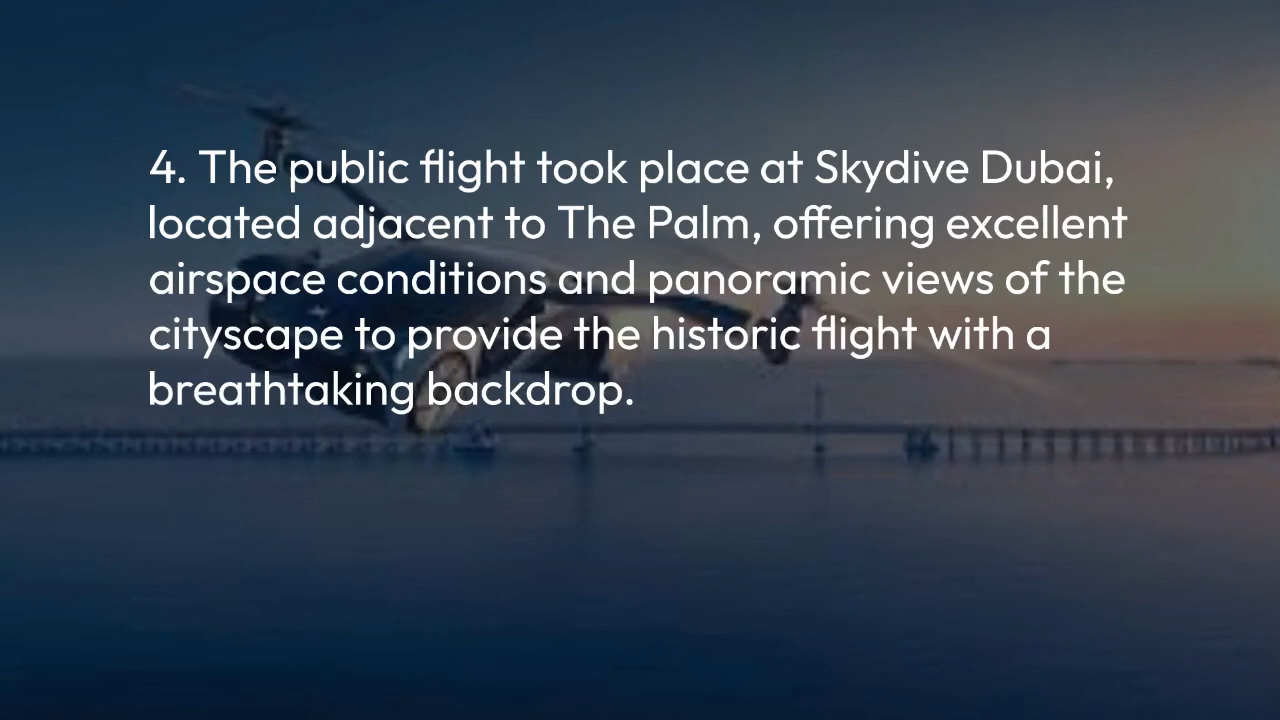 4. The public flight took place at Skydive Dubai,
located adjacent to The Palm, offering excellent
airspace conditions and panoramic views of the
cityscape to provide the historic flight with a
breathtaking backdrop.